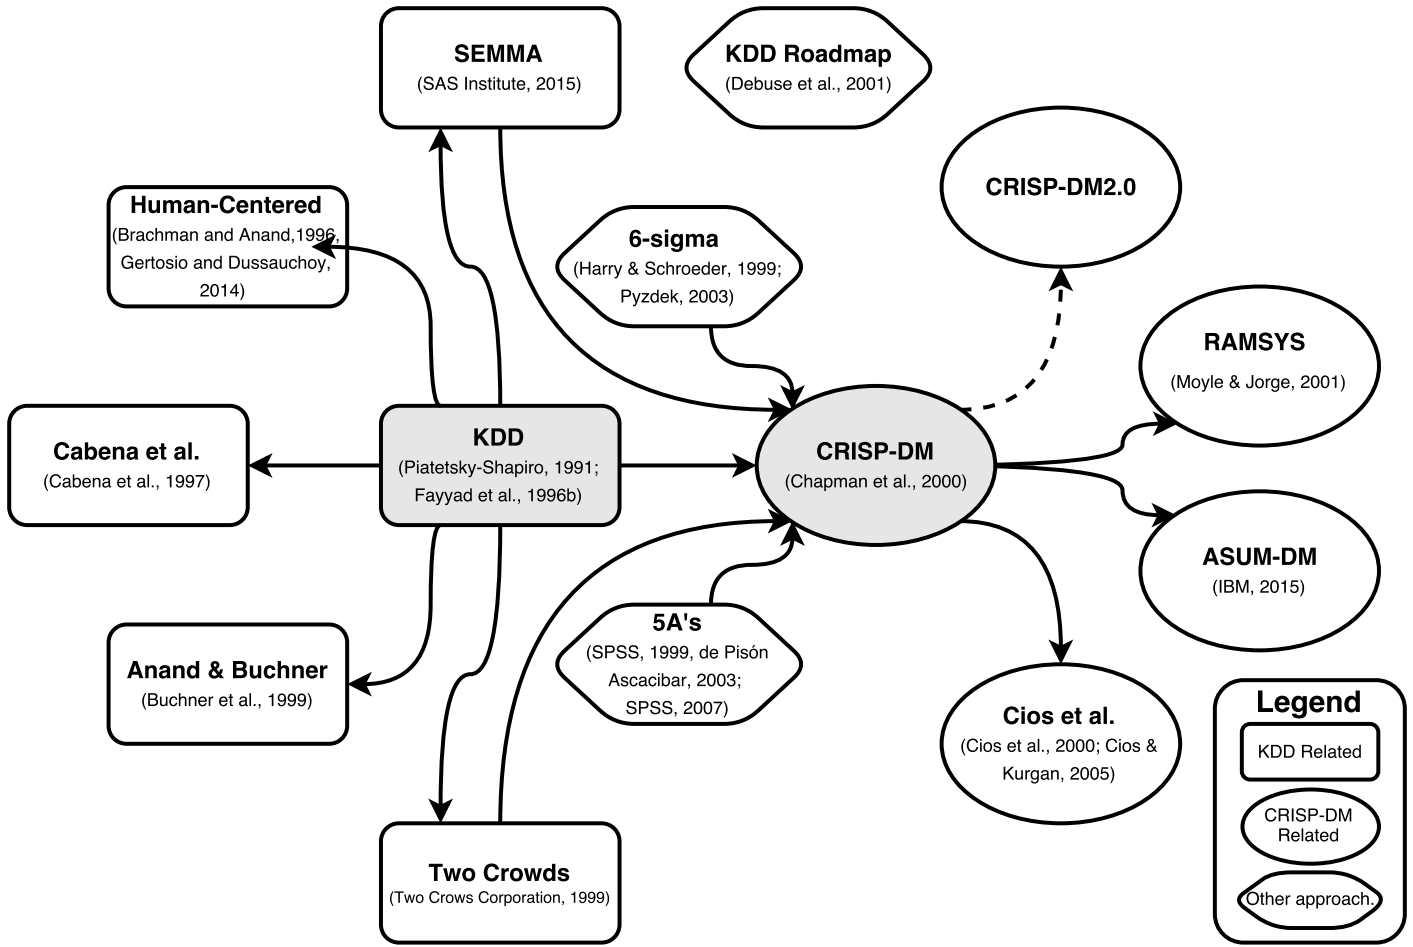 SEMMA
(SAS Institute, 2015)
KDD Roadmap
(Debuse et al., 2001)
CRISP-DM2.0
Human-Centered
(Brachman and Anand,1996,
Gertosio and Dussauchoy,
2014)
6-sigma
(Harry & Schroeder, 1999;
Pyzdek, 2003)
RAMSYS
(Moyle & Jorge, 2001)
Cabena et al.
(Cabena et al., 1997)
KDD
(Piatetsky-Shapiro, 1991;
Fayyad et al., 1996b)
CRISP-DM
(Chapman et al., 2000)
ASUM-DM
(IBM, 2015)
Anand & Buchner
(Buchner et al., 1999)
5A's
(SPSS, 1999, de Pisón
Ascacibar, 2003;
SPSS, 2007)
Cios et al.
(Cios et al., 2000; Cios &
Kurgan, 2005)
Two Crowds
(Two Crows Corporation, 1999)
Legend
KDD Related
CRISP-DM
Related
Other approach.